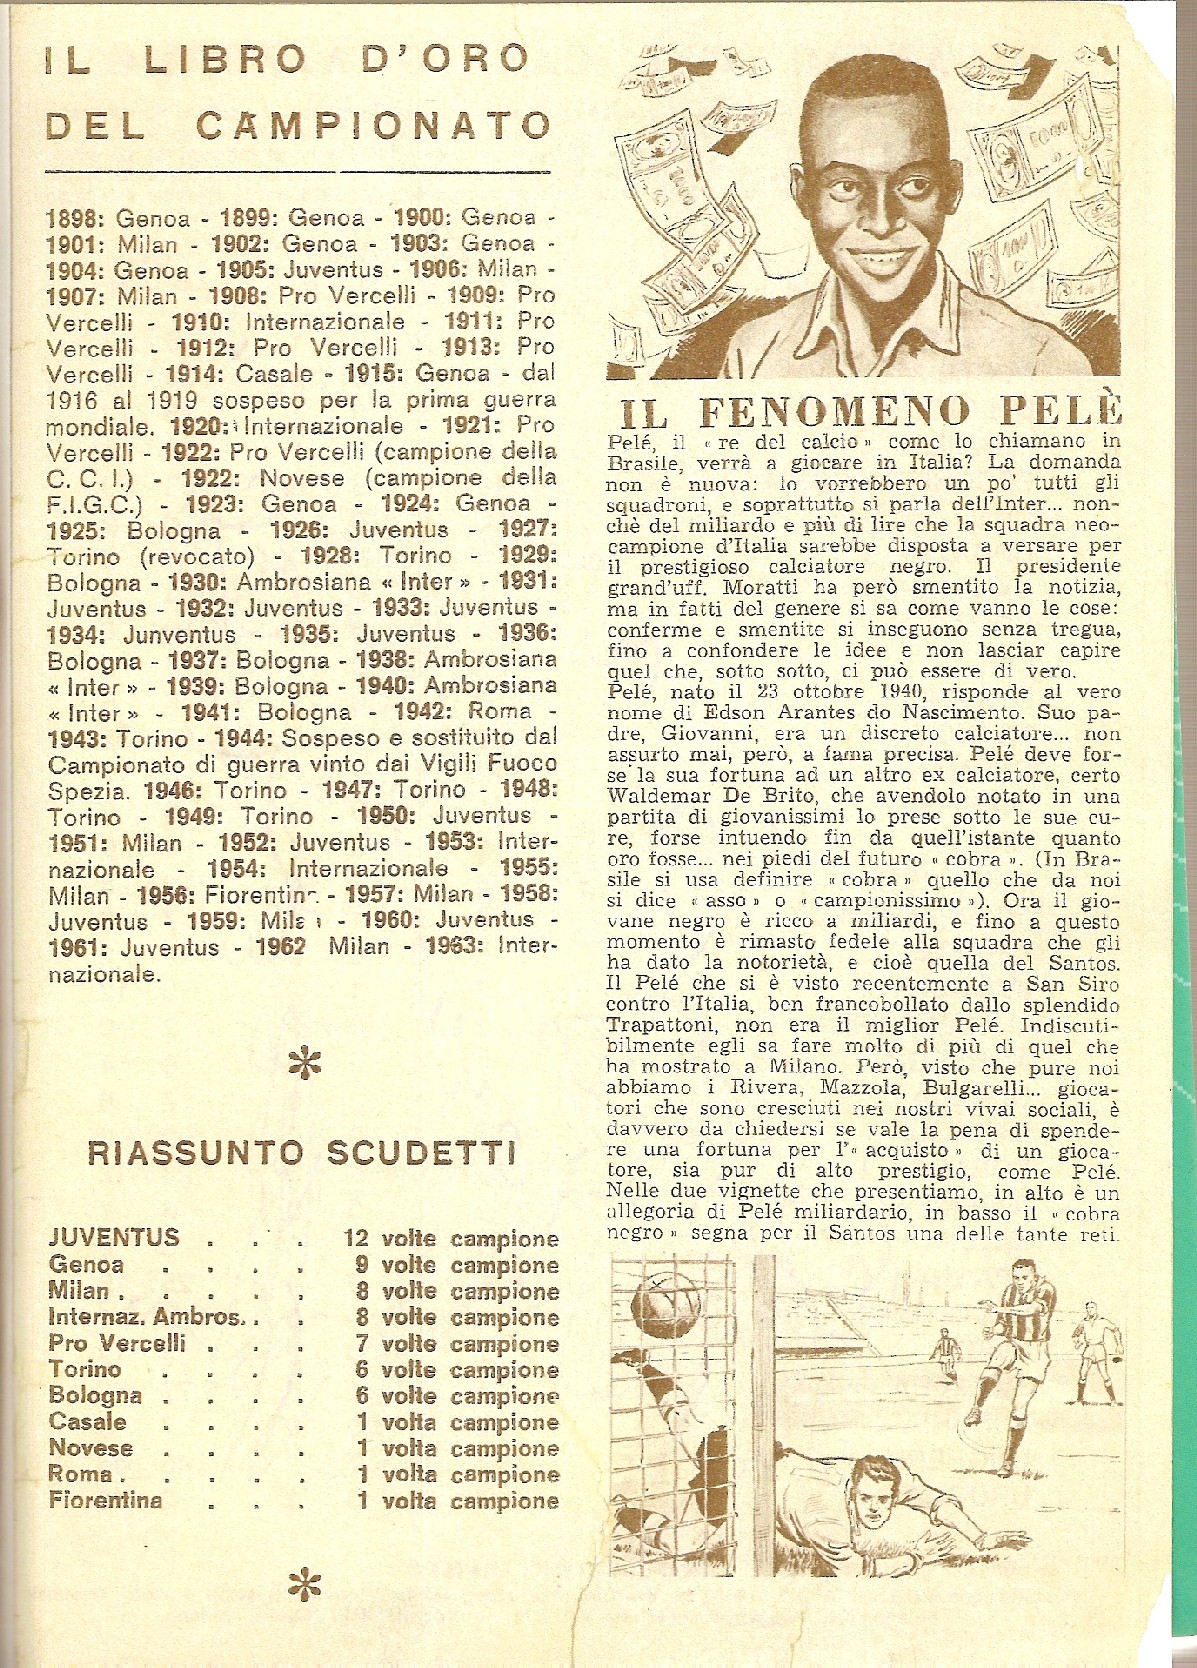 IL LIBRO D'ORO
DEL CAMPIONATO
1898: Genoa - 1899: Genoa - 1900: Genoa -
1901: Milan - 1902: Genoa - 1903: Genoa -
1904: Genoa - 1905: Juventus - 1906: Milan -
1907: Milan - 1908: Pro Vercelli - 1909: Pro
Vercelli - 1910: Internazionale - 1911: Pro
Vercelli - 1912: Pro Vercelli - 1913: Pro
Vercelli - 1914: Casale - 1915: Genoa - dal
1916 al 1919 sospeso per la prima guerra
mondiale. 1920: Internazionale - 1921: Pro
Vercelli - 1922: Pro Vercelli (campione della
C. C. I.) - 1922: Novese (campione della
F.I.G.C.) - 1923: Genoa - 1924: Genoa -
1925: Bologna - 1926: Juventus - 1927:
Torino (revocato) - 1928: Torino - 1929:
Bologna - 1930: Ambrosiana « Inter » - 1931:
Juventus - 1932: Juventus - 1933: Juventus -
1934: Junventus - 1935: Juventus - 1936:
Bologna - 1937: Bologna - 1938: Ambrosiana
« Inter » - 1939: Bologna - 1940: Ambrosiana
« Inter » - 1941: Bologna - 1942: Roma -
1943: Torino - 1944: Sospeso e sostituito dal
Campionato di guerra vinto dai Vigili Fuoco
Spezia. 1946: Torino - 1947: Torino - 1948:
Torino - 1949: Torino - 1950: Juventus -
1951: Milan - 1952: Juventus - 1953: Inter-
nazionale - 1954: Internazionale - 1955:
Milan - 1956: Fiorentina - 1957: Milan - 1958:
Juventus - 1959: Milan - 1960: Juventus -
1961: Juventus - 1962 Milan - 1963: Inter-
nazionale.
*
RIASSUNTO SCUDETTI
JUVENTUS . . . 12 volte campione
Genoa . . . . 9 volte campione
Milan . . . . . 8 volte campione
Internaz. Ambros. . . 8 volte campione
Pro Vercelli . . . 7 volte campione
Torino . . . . 6 volte campione
Bologna . . . . 6 volte campione
Casale . . . . 1 volta campione
Novese . . . . 1 volta campione
Roma . . . . . 1 volta campione
Fiorentina . . . 1 volta campione
*
IL FENOMENO PELÈ
Pelé, il « re del calcio » come lo chiamano in
Brasile, verrà a giocare in Italia? La domanda
non è nuova: lo vorrebbero un po' tutti gli
squadroni, e soprattutto si parla dell'Inter... non-
chè del miliardo e più di lire che la squadra neo-
campione d'Italia sarebbe disposta a versare per
il prestigioso calciatore negro. Il presidente
grand'uff. Moratti ha però smentito la notizia,
ma in fatti del genere si sa come vanno le cose:
conferme e smentite si inseguono senza tregua,
fino a confondere le idee e non lasciar capire
quel che, sotto sotto, ci può essere di vero.
Pelé, nato il 23 ottobre 1940, risponde al vero
nome di Edson Arantes do Nascimento. Suo pa-
dre, Giovanni, era un discreto calciatore... non
assurto mai, però, a fama precisa. Pelé deve for-
se la sua fortuna ad un altro ex calciatore, certo
Waldemar De Brito, che avendolo notato in una
partita di giovanissimi lo prese sotto le sue cu-
re, forse intuendo fin da quell'istante quanto
oro fosse... nei piedi del futuro « cobra ». (In Bra-
sile si usa definire « cobra » quello che da noi
si dice « asso » o « campionissimo »). Ora il gio-
vane negro è ricco a miliardi, e fino a questo
momento è rimasto fedele alla squadra che gli
ha dato la notorietà, e cioè quella del Santos.
Il Pelé che si è visto recentemente a San Siro
contro l'Italia, ben francobollato dallo splendido
Trapattoni, non era il miglior Pelé. Indiscuti-
bilmente egli sa fare molto di più di quel che
ha mostrato a Milano. Però, visto che pure noi
abbiamo i Rivera, Mazzola, Bulgarelli... gioca-
tori che sono cresciuti nei nostri vivai sociali, è
davvero da chiedersi se vale la pena di spende-
re una fortuna per l'« acquisto » di un gioca-
tore, sia pur di alto prestigio, come Pelé.
Nelle due vignette che presentiamo, in alto è un
allegoria di Pelé miliardario, in basso il « cobra
negro » segna per il Santos una delle tante reti.